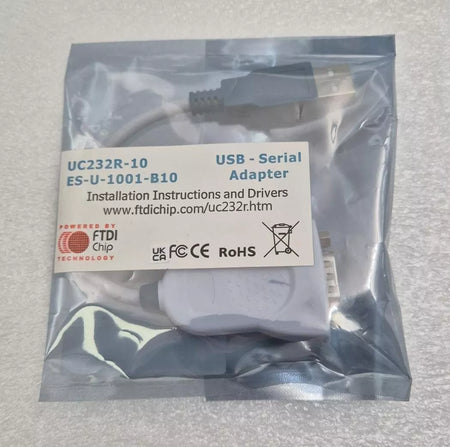 UC232R-10
ES-U-1001-B10
USB - Serial
Adapter
Installation Instructions and Drivers
www.ftdichip.com/uc232r.htm
POWERED BY
FTDI
Chip
TECHNOLOGY
UK
CA
FC
CE
RoHS